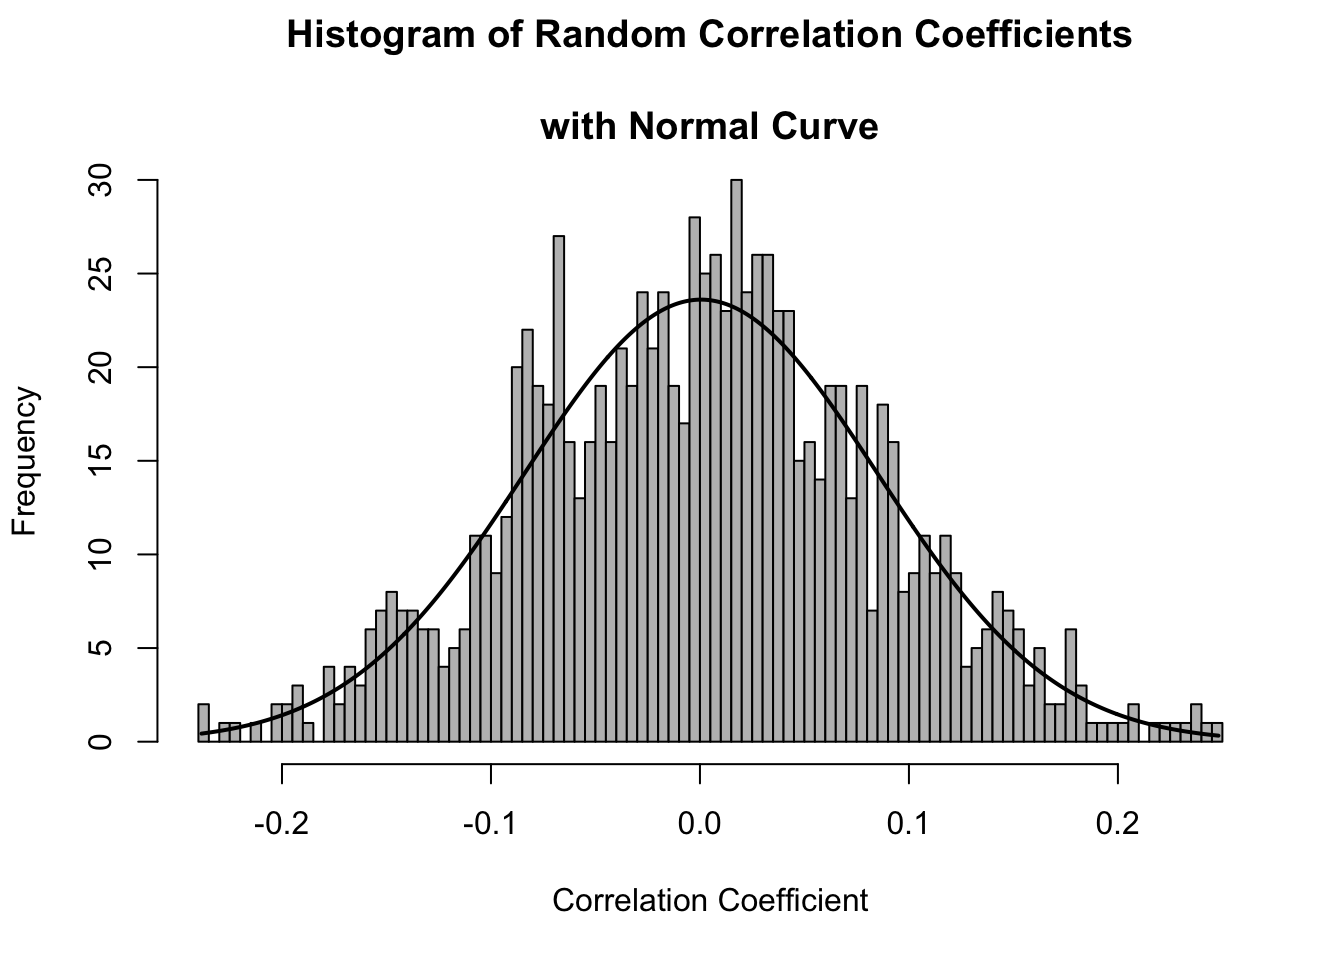 Histogram of Random Correlation Coefficients
with Normal Curve
30
25
20
15
10
5
0
Frequency
-0.2 -0.1 0.0 0.1 0.2
Correlation Coefficient